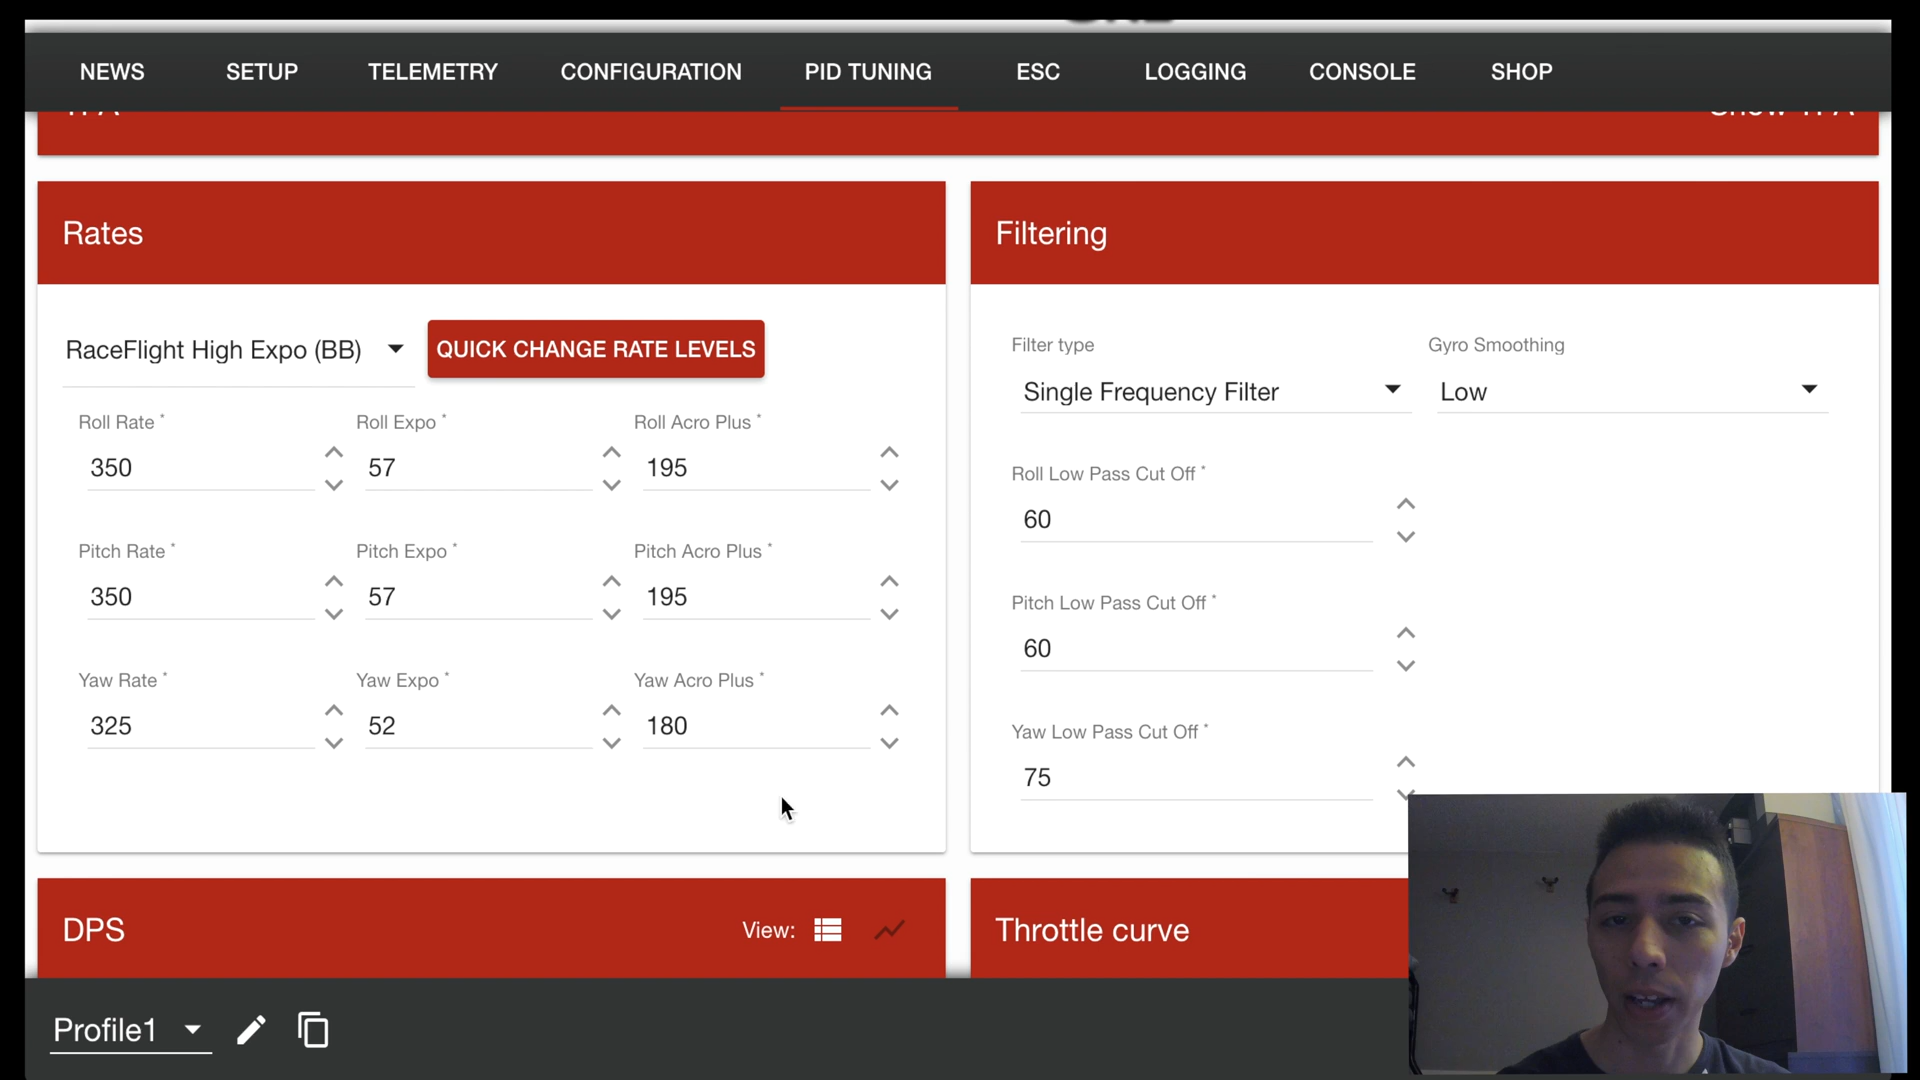 NEWS SETUP TELEMETRY CONFIGURATION PID TUNING ESC LOGGING CONSOLE SHOP
TPA Show TPA
Rates
RaceFlight High Expo (BB) QUICK CHANGE RATE LEVELS
Roll Rate * Roll Expo * Roll Acro Plus *
350 57 195
Pitch Rate * Pitch Expo * Pitch Acro Plus *
350 57 195
Yaw Rate * Yaw Expo * Yaw Acro Plus *
325 52 180
Filtering
Filter type Gyro Smoothing
Single Frequency Filter Low
Roll Low Pass Cut Off *
60
Pitch Low Pass Cut Off *
60
Yaw Low Pass Cut Off *
75
DPS View:
Throttle curve
Profile1